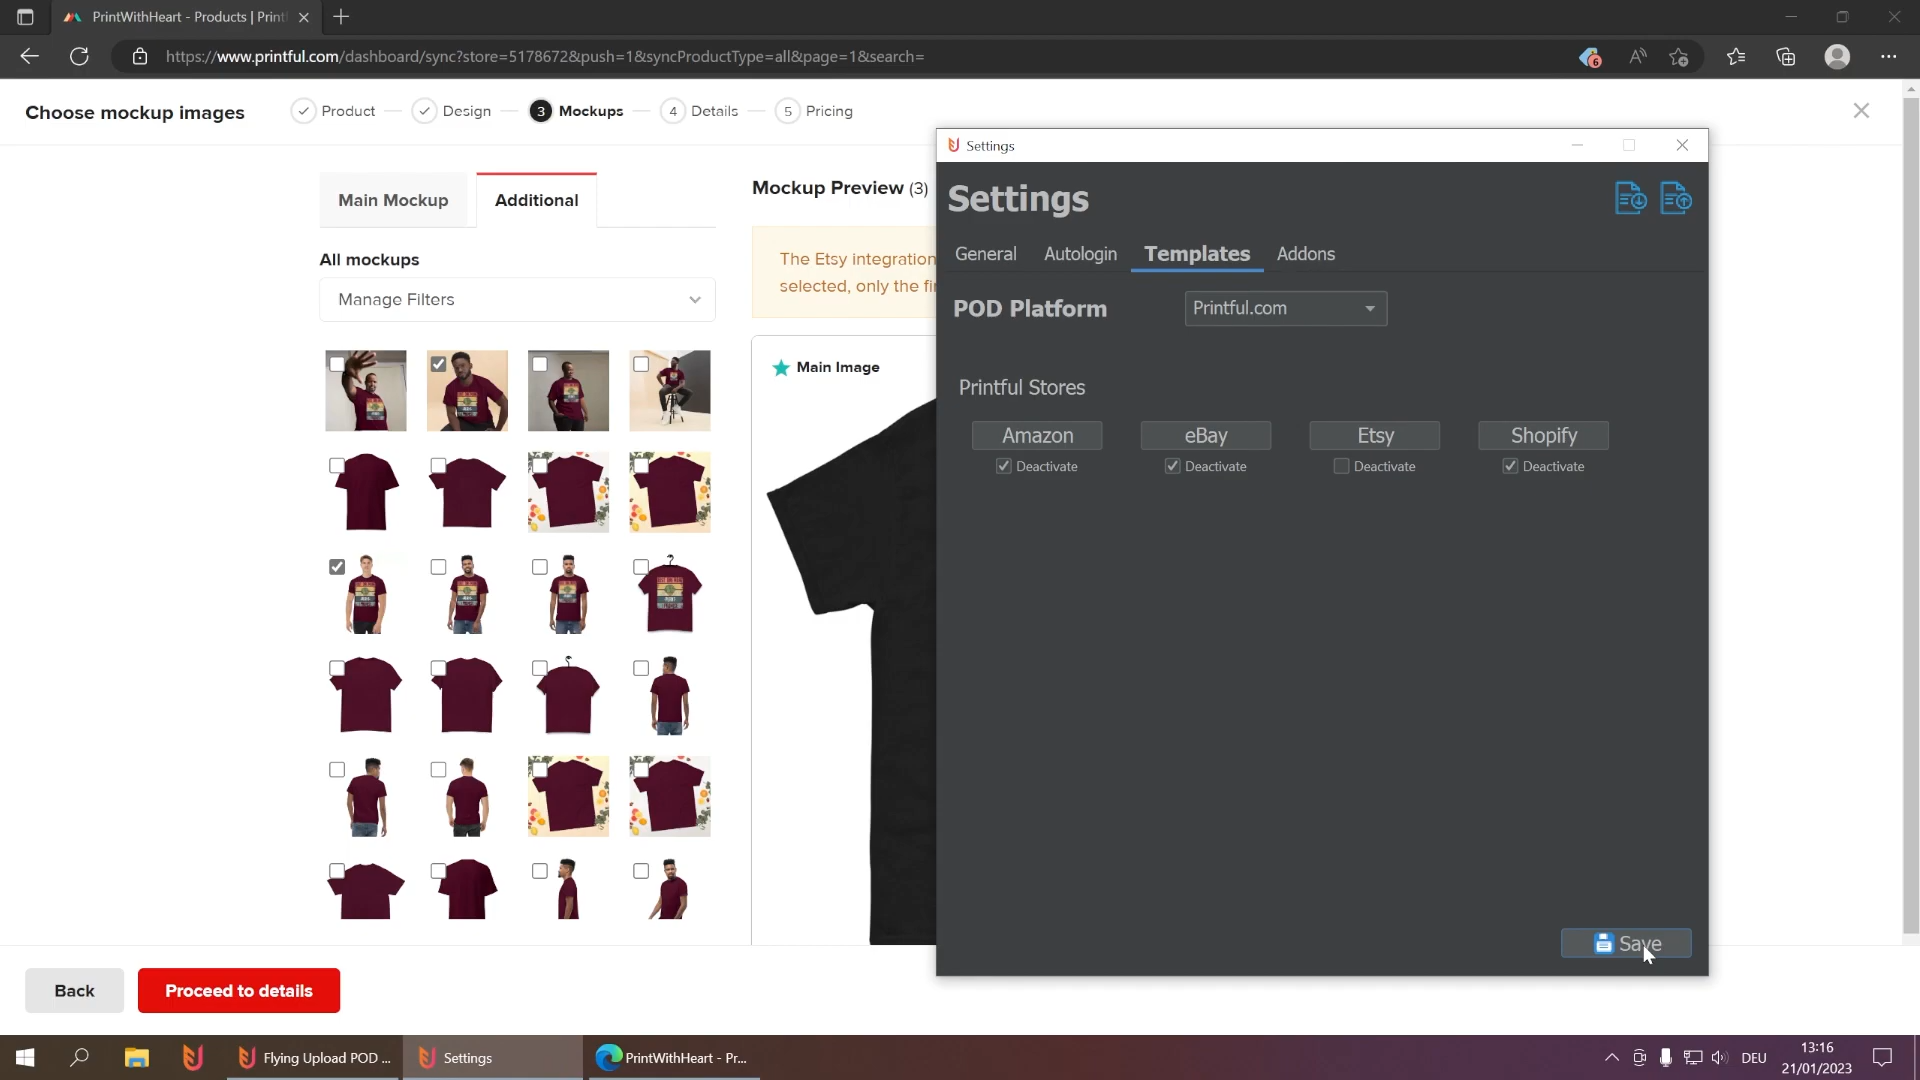 PrintWithHeart - Products | Print
https://www.printful.com/dashboard/sync?store=5178672&push=1&syncProductType=all&page=1&search=
6
Choose mockup images
Product
Design
3 Mockups
4 Details
5 Pricing
Main Mockup
Additional
Mockup Preview (3)
All mockups
Manage Filters
The Etsy integration
selected, only the fi
Main Image
Back
Proceed to details
Settings
Settings
General
Autologin
Templates
Addons
POD Platform
Printful.com
Printful Stores
Amazon
eBay
Etsy
Shopify
Deactivate
Deactivate
Deactivate
Deactivate
Save
Flying Upload POD ...
Settings
PrintWithHeart - Pr...
DEU
13:16
21/01/2023